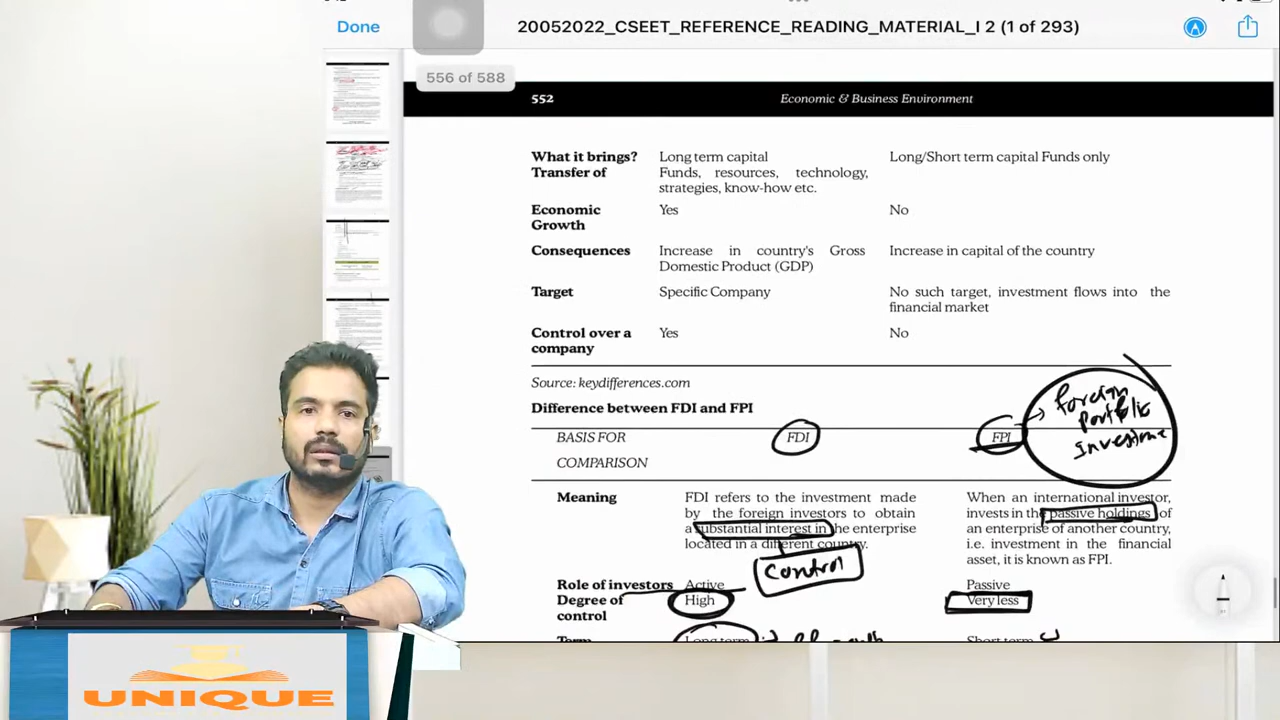 Done
20052022_CSEET_REFERENCE_READING_MATERIAL_I 2 (1 of 293)
556 of 588
552 Economic & Business Environment
What it brings? Long term capital Long/Short term capital Funds only
Transfer of Funds, resources, technology,
strategies, know-how etc.
Economic Yes No
Growth
Consequences Increase in country's Gross Increase in capital of the country
Domestic Product (GDP)
Target Specific Company No such target, investment flows into the
financial market
Control over a Yes No
company
Source: keydifferences.com
Difference between FDI and FPI
foreign
portfolio
investment
BASIS FOR FDI FPI
COMPARISON
Meaning FDI refers to the investment made When an international investor,
by the foreign investors to obtain invests in the passive holdings of
a substantial interest in the enterprise an enterprise of another country,
located in a different country. i.e. investment in the financial
asset, it is known as FPI.
Control
Role of investors Active Passive
Degree of High Very less
control
Term Long term Short term
UNIQUE